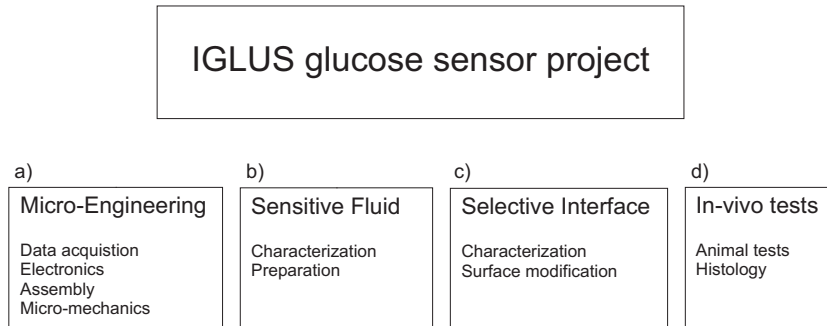 IGLUS glucose sensor project
a)
Micro-Engineering
Data acquistion
Electronics
Assembly
Micro-mechanics
b)
Sensitive Fluid
Characterization
Preparation
c)
Selective Interface
Characterization
Surface modification
d)
In-vivo tests
Animal tests
Histology